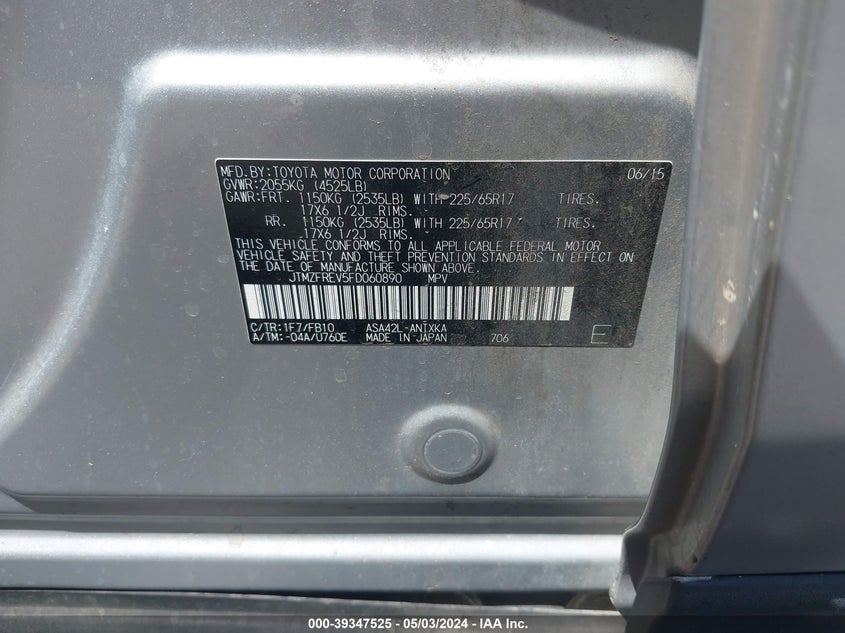 MFD.BY:TOYOTA MOTOR CORPORATION 06/15
GVWR:2055KG (4525LB)
GAWR:FRT. 1150KG (2535LB) WITH 225/65R17 TIRES.
17X6 1/2J RIMS.
RR. 1150KG (2535LB) WITH 225/65R17 TIRES.
17X6 1/2J RIMS.
THIS VEHICLE CONFORMS TO ALL APPLICABLE FEDERAL MOTOR
VEHICLE SAFETY AND THEFT PREVENTION STANDARDS IN EFFECT ON
THE DATE OF MANUFACTURE SHOWN ABOVE.
JTMZFREV5FD060890 MPV
C/TR:1F7/FB10 ASA42L-ANTXKA
A/TM:-04A/U760E MADE IN JAPAN 706 E
000-39347525 - 05/03/2024 - IAA Inc.